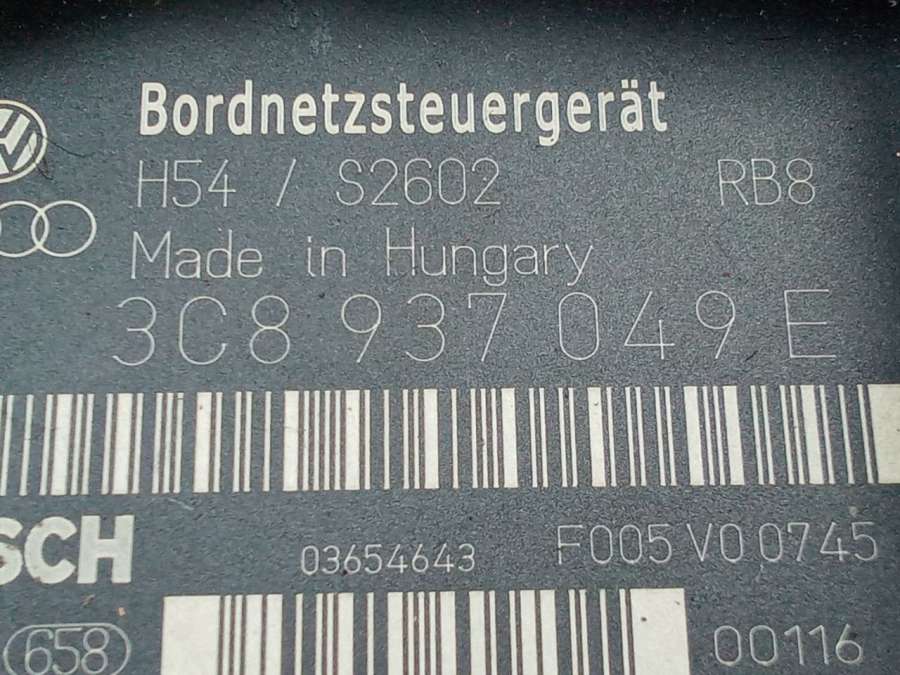 Bordnetzsteuergerät
H54 / S2602 RB8
Made in Hungary
3C8 937 049 E
SCH
03654643 F005 V0 0745
658
00116